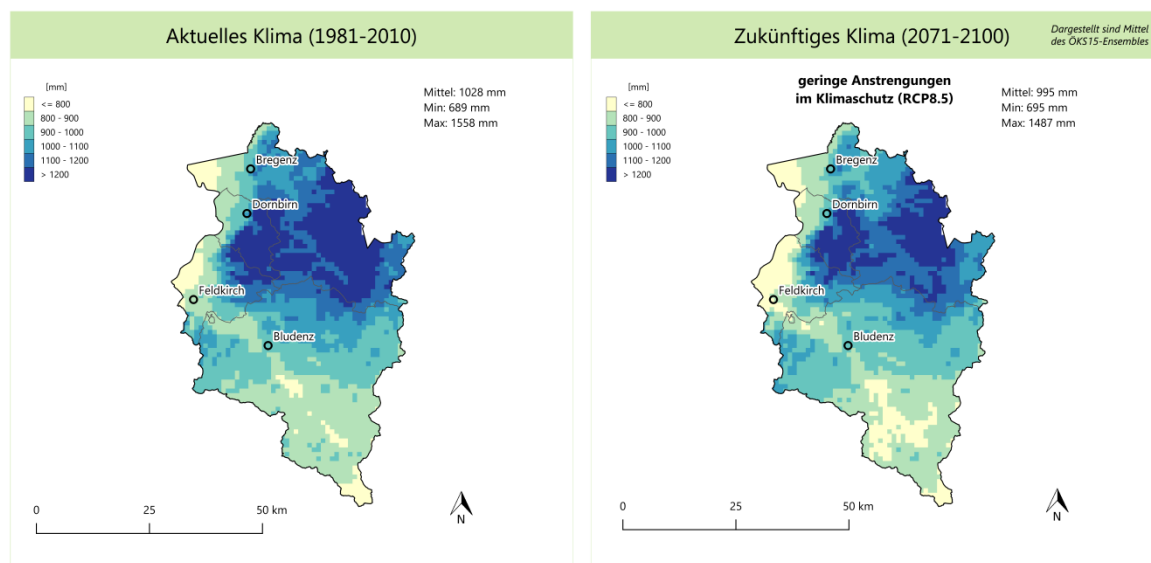 Aktuelles Klima (1981-2010)
[mm]
<= 800
800 - 900
900 - 1000
1000 - 1100
1100 - 1200
> 1200
Mittel: 1028 mm
Min: 689 mm
Max: 1558 mm
Bregenz
Dornbirn
Feldkirch
Bludenz
0
25
50 km
N
Zukünftiges Klima (2071-2100)
Dargestellt sind Mittel
des ÖKS15-Ensembles
geringe Anstrengungen
im Klimaschutz (RCP8.5)
[mm]
<= 800
800 - 900
900 - 1000
1000 - 1100
1100 - 1200
> 1200
Mittel: 995 mm
Min: 695 mm
Max: 1487 mm
Bregenz
Dornbirn
Feldkirch
Bludenz
0
25
50 km
N